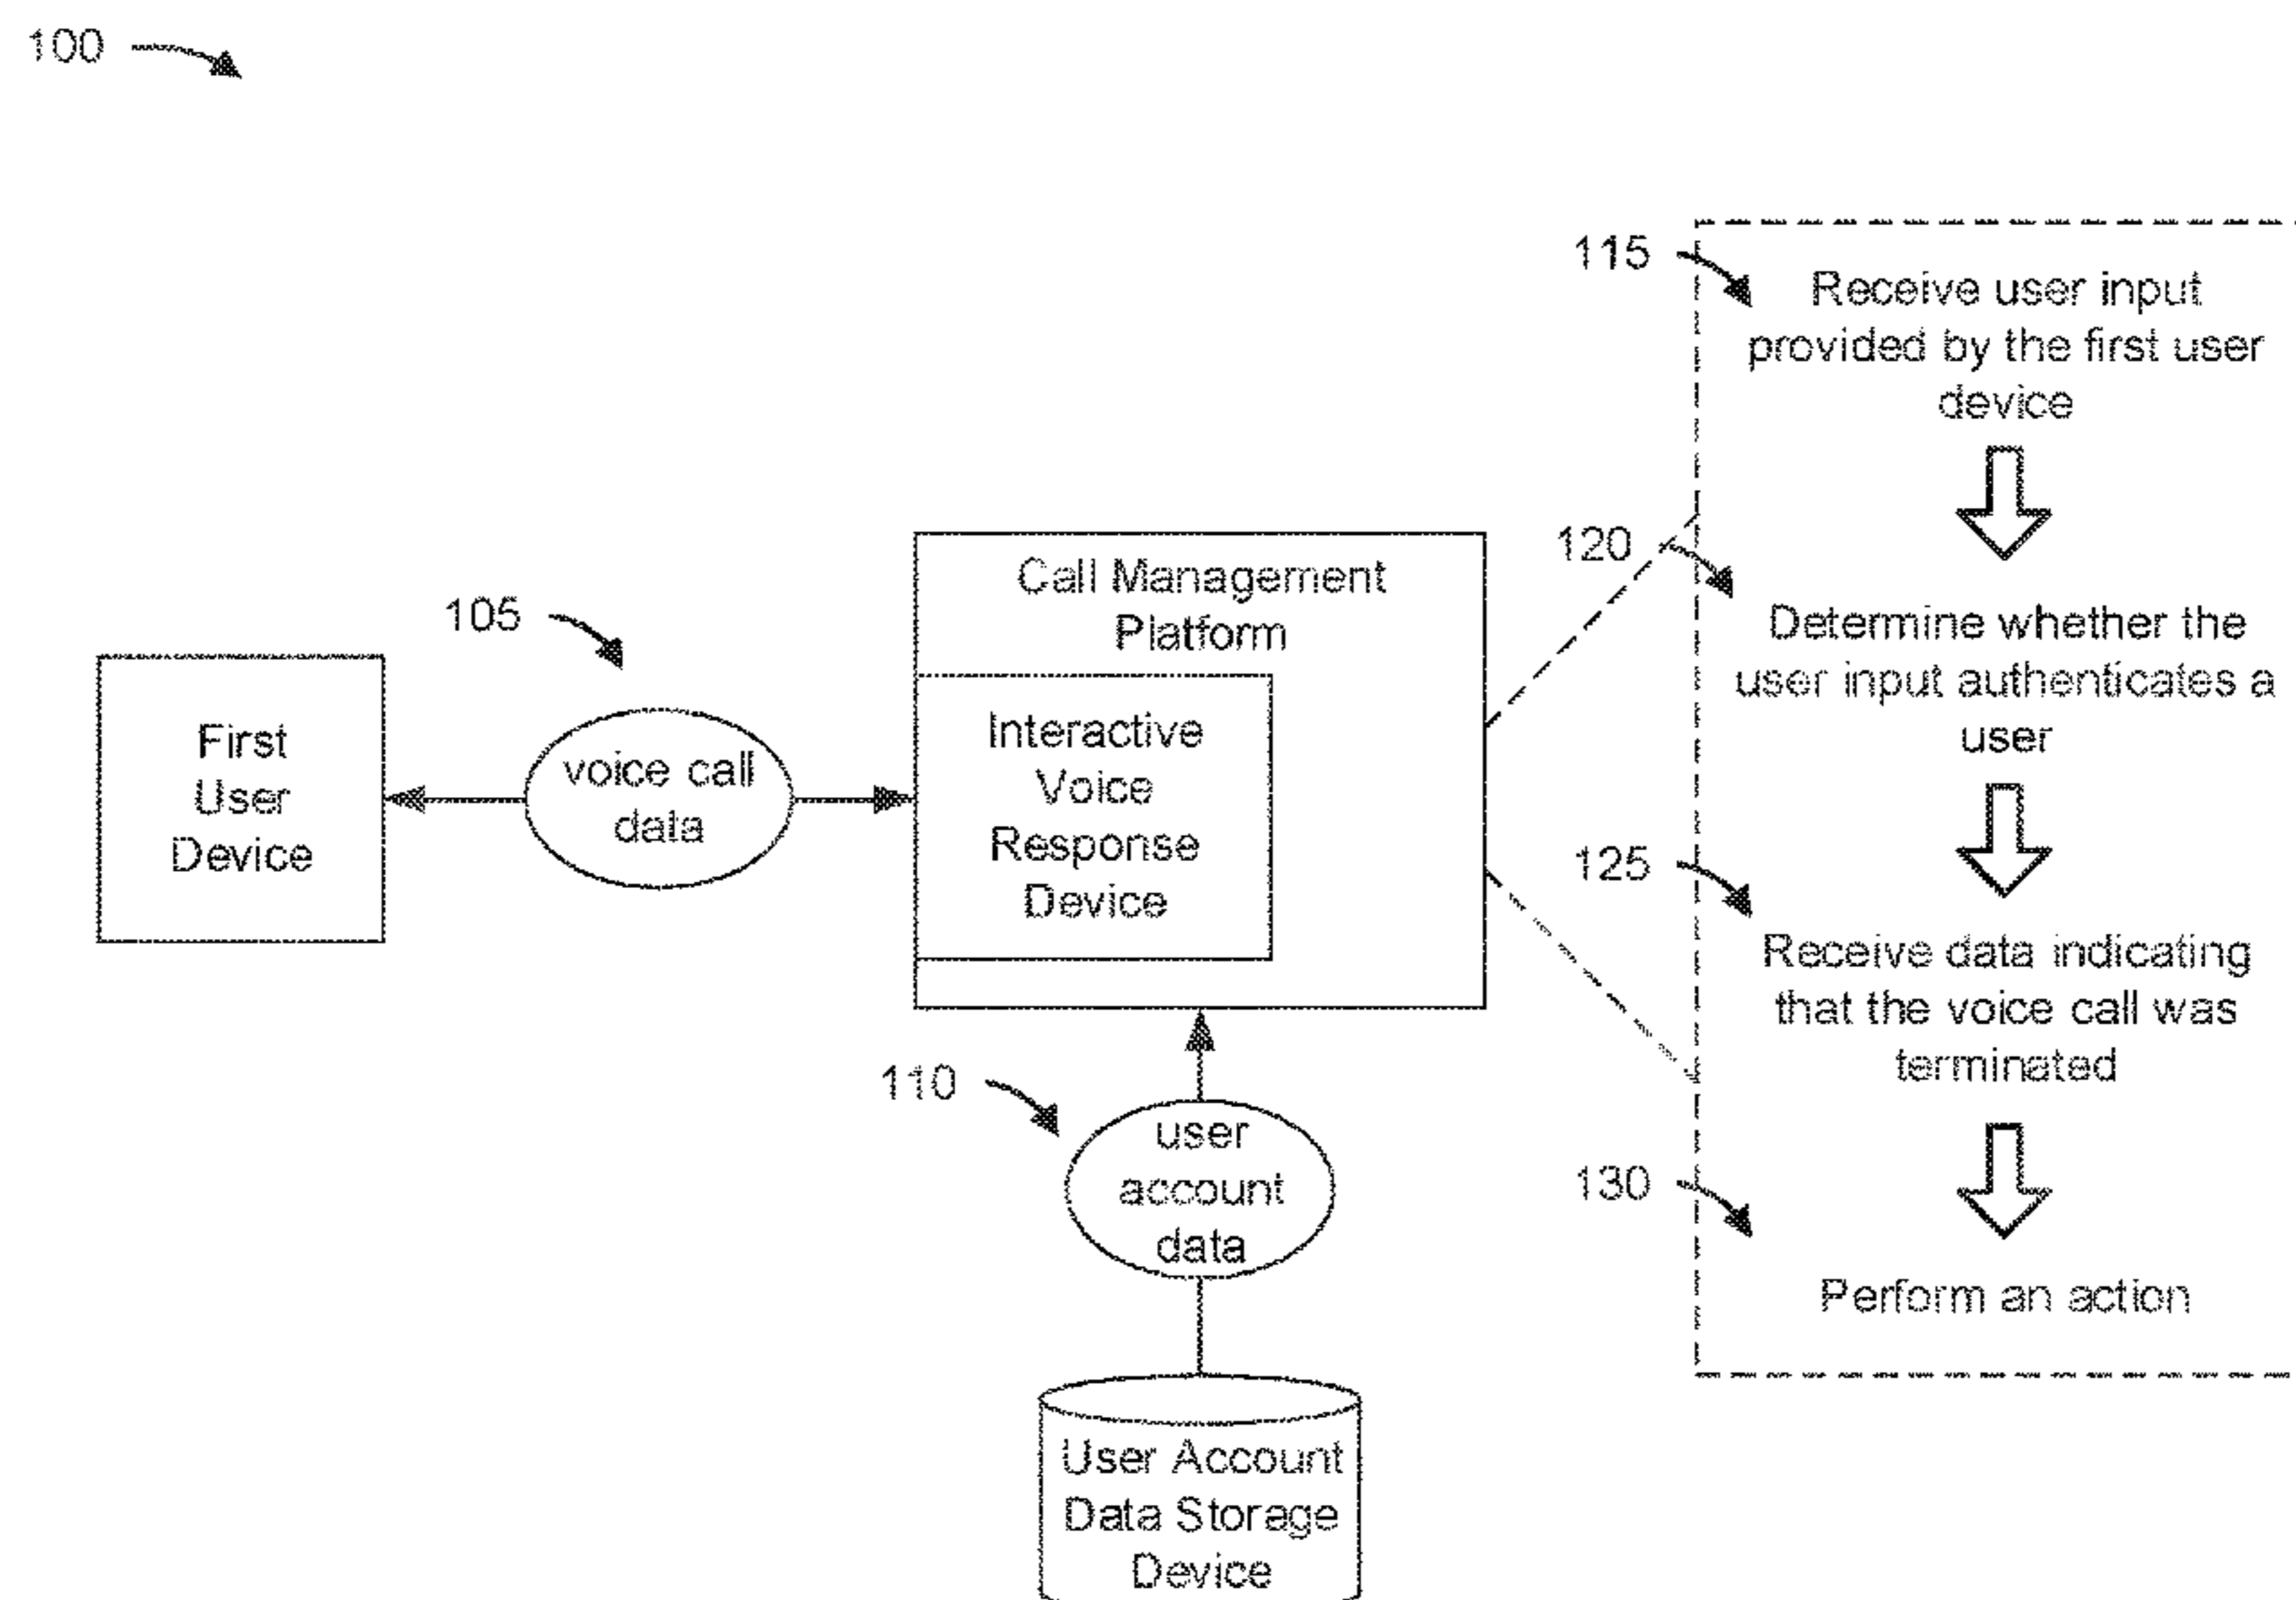 100
115
Receive user input
provided by the first user
device
120
Determine whether the
user input authenticates a
user
125
Receive data indicating
that the voice call was
terminated
130
Perform an action
Call Management
Platform
Interactive
Voice
Response
Device
105
voice call
data
First
User
Device
110
user
account
data
User Account
Data Storage
Device